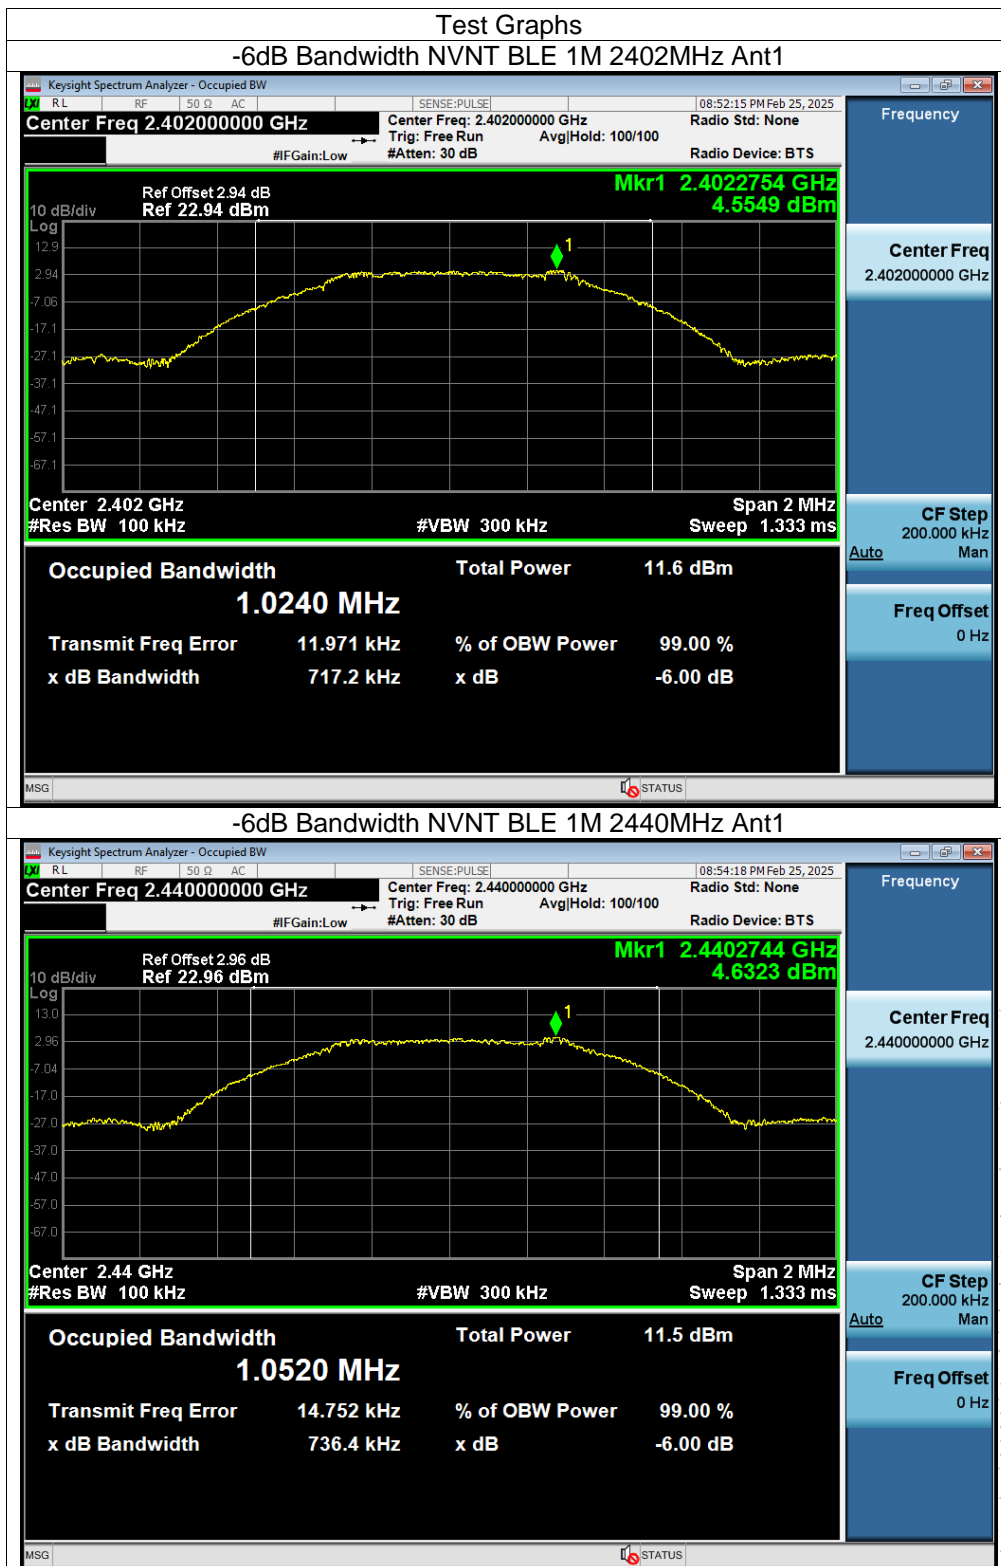 Test Graphs
-6dB Bandwidth NVNT BLE 1M 2402MHz Ant1
Keysight Spectrum Analyzer - Occupied BW
LXI RL RF 50 Ω AC SENSE:PULSE 08:52:15 PM Feb 25, 2025
Center Freq 2.402000000 GHz
Center Freq: 2.402000000 GHz
Radio Std: None
Trig: Free Run Avg|Hold: 100/100
#IFGain:Low
#Atten: 30 dB
Radio Device: BTS
Frequency
Mkr1 2.4022754 GHz
4.5549 dBm
Ref Offset 2.94 dB
10 dB/div Ref 22.94 dBm
Log
1
12.9
2.94
-7.06
-17.1
-27.1
-37.1
-47.1
-57.1
-67.1
Center 2.402 GHz Span 2 MHz
#Res BW 100 kHz #VBW 300 kHz Sweep 1.333 ms
Center Freq
2.402000000 GHz
CF Step
200.000 kHz
Auto Man
Freq Offset
0 Hz
Occupied Bandwidth Total Power 11.6 dBm
1.0240 MHz
Transmit Freq Error 11.971 kHz % of OBW Power 99.00 %
x dB Bandwidth 717.2 kHz x dB -6.00 dB
MSG STATUS
-6dB Bandwidth NVNT BLE 1M 2440MHz Ant1
Keysight Spectrum Analyzer - Occupied BW
LXI RL RF 50 Ω AC SENSE:PULSE 08:54:18 PM Feb 25, 2025
Center Freq 2.440000000 GHz
Center Freq: 2.440000000 GHz
Radio Std: None
Trig: Free Run Avg|Hold: 100/100
#IFGain:Low
#Atten: 30 dB
Radio Device: BTS
Frequency
Mkr1 2.4402744 GHz
4.6323 dBm
Ref Offset 2.96 dB
10 dB/div Ref 22.96 dBm
Log
1
13.0
2.96
-7.04
-17.0
-27.0
-37.0
-47.0
-57.0
-67.0
Center 2.44 GHz Span 2 MHz
#Res BW 100 kHz #VBW 300 kHz Sweep 1.333 ms
Center Freq
2.440000000 GHz
CF Step
200.000 kHz
Auto Man
Freq Offset
0 Hz
Occupied Bandwidth Total Power 11.5 dBm
1.0520 MHz
Transmit Freq Error 14.752 kHz % of OBW Power 99.00 %
x dB Bandwidth 736.4 kHz x dB -6.00 dB
MSG STATUS